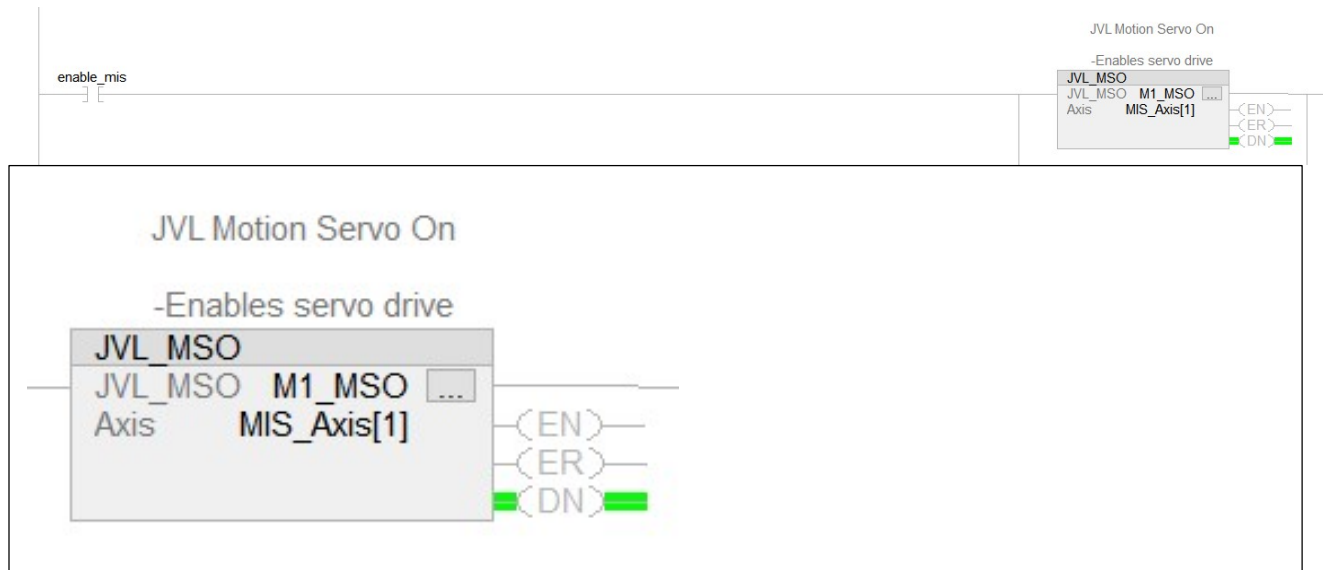 JVL Motion Servo On
-Enables servo drive
enable_mis
JVL_MSO
JVL_MSO M1_MSO ...
Axis MIS_Axis[1]
EN
ER
DN
JVL Motion Servo On
-Enables servo drive
JVL_MSO
JVL_MSO M1_MSO ...
Axis MIS_Axis[1]
EN
ER
DN